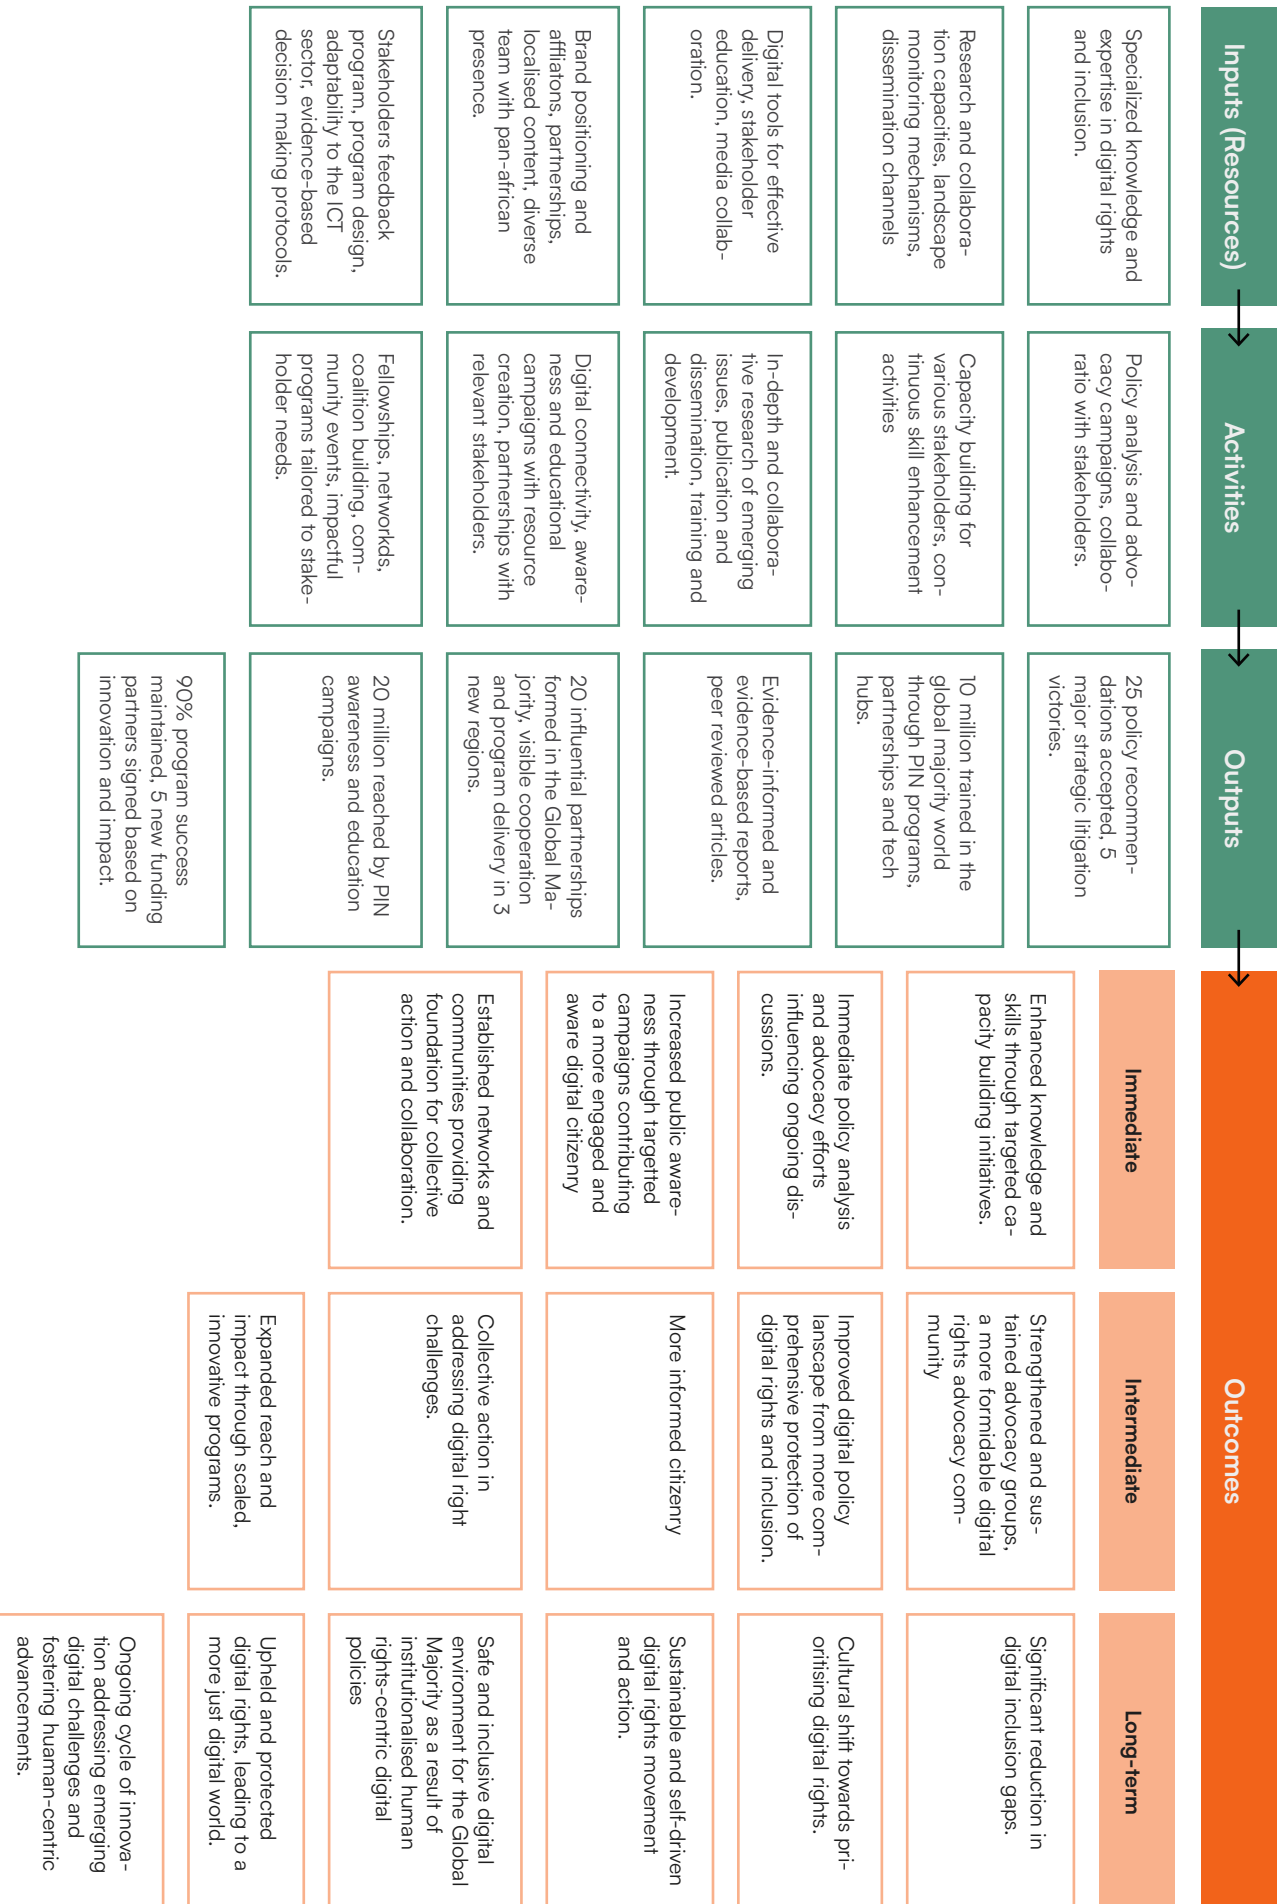 Inputs (Resources)
Specialized knowledge and
expertise in digital rights
and inclusion.
Research and collabora-
tion capacities, landscape
monitoring mechanisms,
dissemination channels
Digital tools for effective
delivery, stakeholder
education, media collab-
oration.
Brand positioning and
affliatons, partnerships,
localised content, diverse
team with pan-african
presence.
Stakeholders feedback
program, program design,
adaptability to the ICT
sector, evidence-based
decision making protocols.
Activities
Policy analysis and advo-
cacy campaigns, collabo-
ratio with stakeholders.
Capacity building for
various stakeholders, con-
tinuous skill enhancement
activities
In-depth and collabora-
tive research of emerging
issues, publication and
dissemination, training and
development.
Digital connectivity, aware-
ness and educational
campaigns with resource
creation, partnerships with
relevant stakeholders.
Fellowships, networkds,
coalition building, com-
munity events, impactful
programs tailored to stake-
holder needs.
Outputs
25 policy recommen-
dations accepted, 5
major strategic litigation
victories.
10 million trained in the
global majority world
through PIN programs,
partnerships and tech
hubs.
Evidence-informed and
evidence-based reports,
peer reviewed articles.
20 influential partnerships
formed in the Global Ma-
jority, visible cooperation
and program delivery in 3
new regions.
20 million reached by PIN
awareness and education
campaigns.
90% program success
maintained, 5 new funding
partners signed based on
innovation and impact.
Outcomes
Immediate
Enhanced knowledge and
skills through targeted ca-
pacity building initiatives.
Immediate policy analysis
and advocacy efforts
influencing ongoing dis-
cussions.
Increased public aware-
ness through targetted
campaigns contributing
to a more engaged and
aware digital citizenry
Established networks and
communities providing
foundation for collective
action and collaboration.
Intermediate
Strengthened and sus-
tained advocacy groups,
a more formidable digital
rights advocacy com-
munity
Improved digital policy
lanscape from more com-
prehensive protection of
digital rights and inclusion.
More informed citizenry
Collective action in
addressing digital right
challenges.
Expanded reach and
impact through scaled,
innovative programs.
Long-term
Significant reduction in
digital inclusion gaps.
Cultural shift towards pri-
oritising digital rights.
Sustainable and self-driven
digital rights movement
and action.
Safe and inclusive digital
environment for the Global
Majority as a result of
institutionalised human
rights-centric digital
policies
Upheld and protected
digital rights, leading to a
more just digital world.
Ongoing cycle of innova-
tion addressing emerging
digital challenges and
fostering huaman-centric
advancements.